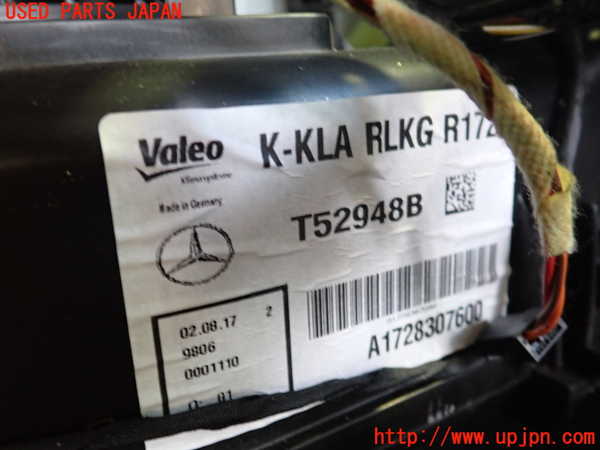 USED PARTS JAPAN
Valeo
Klimasysteme
K-KLA RLKG R172
Made in Germany
T52948B
02.08.17 2
9806
0001110
A1728307600
http://www.upjpn.com